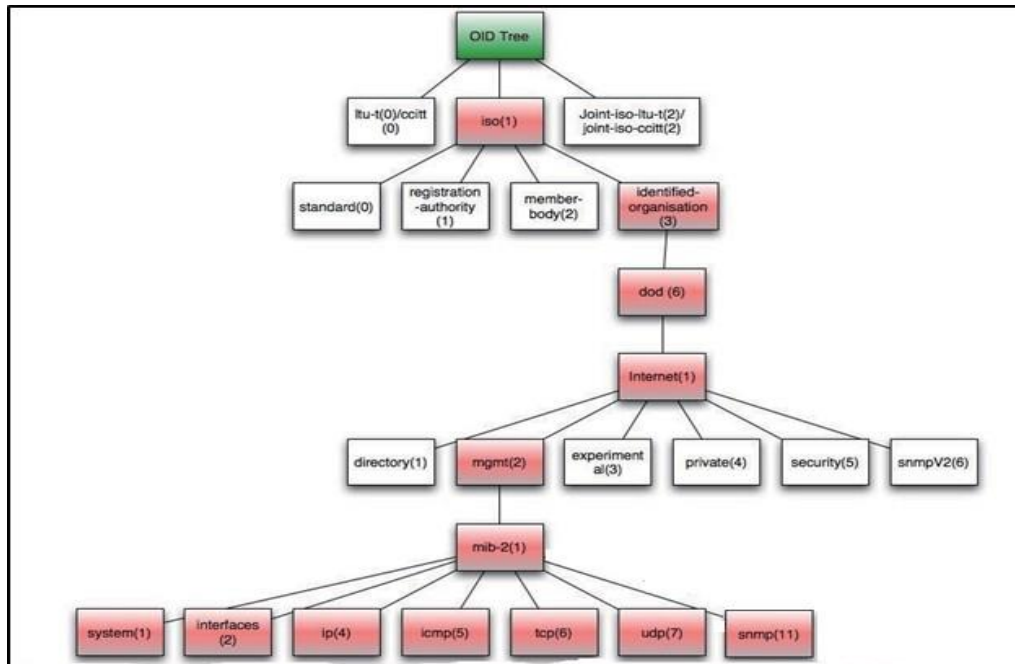 OID Tree
ltu-t(0)/ccitt
(0)
iso(1)
Joint-iso-ltu-t(2)/
joint-iso-ccitt(2)
standard(0)
registration
-authority
(1)
member-
body(2)
identified-
organisation
(3)
dod (6)
Internet(1)
directory(1)
mgmt(2)
experiment
al(3)
private(4)
security(5)
snmpV2(6)
mib-2(1)
system(1)
interfaces
(2)
ip(4)
icmp(5)
tcp(6)
udp(7)
snmp(11)